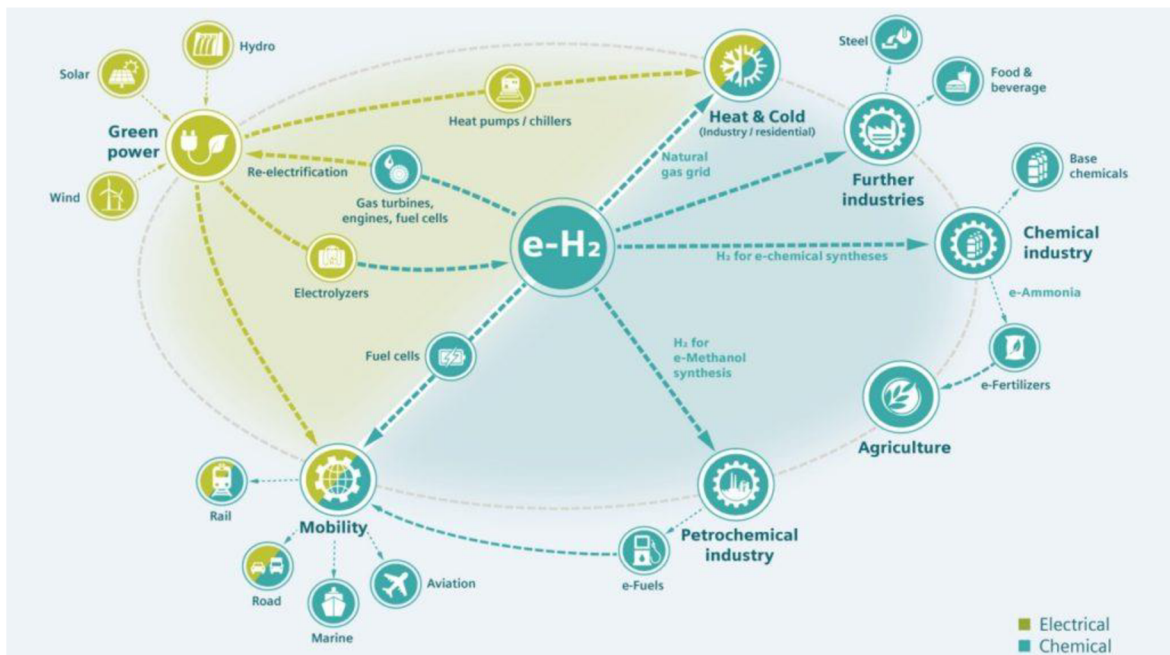 Hydro
Solar
Green
power
Wind
Heat pumps / chillers
Re-electrification
Gas turbines,
engines, fuel cells
Electrolyzers
Heat & Cold
(Industry / residential)
Natural
gas grid
Steel
Food &
beverage
Further
industries
Base
chemicals
Chemical
industry
e-H₂
H₂ for e-chemical syntheses
e-Ammonia
e-Fertilizers
Agriculture
H₂ for
e-Methanol
synthesis
Fuel cells
Rail
Mobility
Road
Marine
Aviation
Petrochemical
industry
e-Fuels
Electrical
Chemical